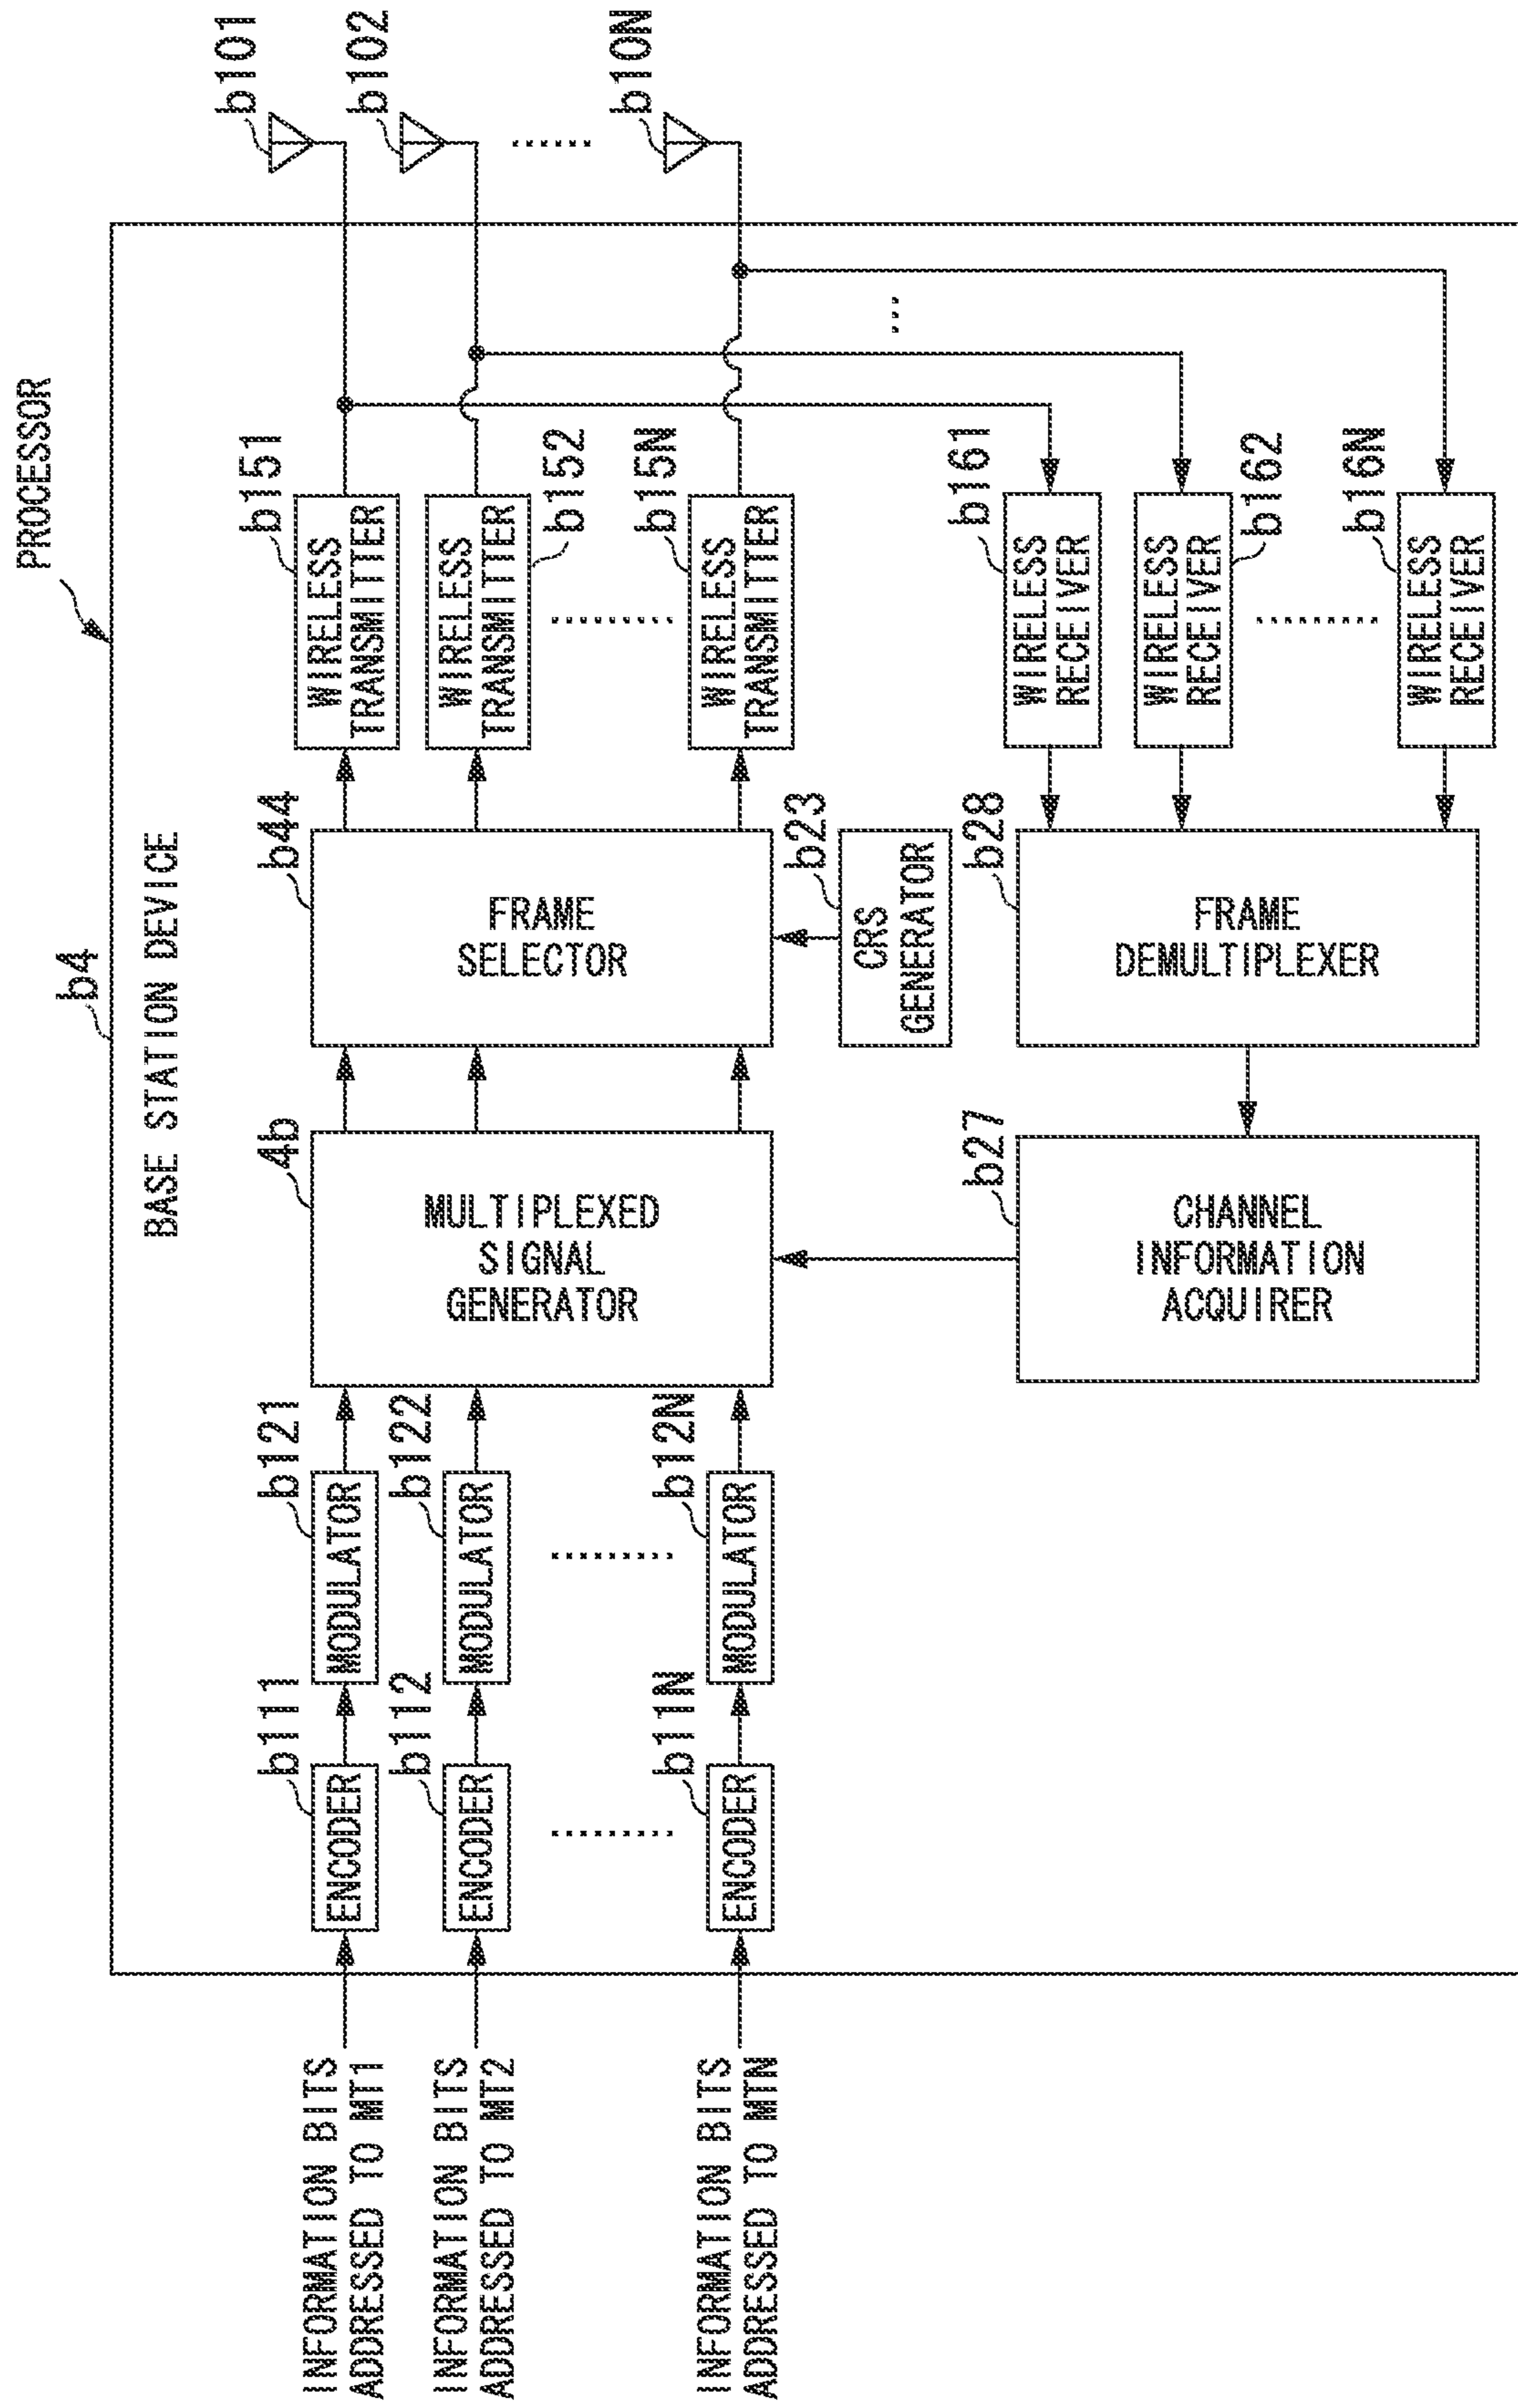 PROCESSOR
b4
BASE STATION DEVICE
INFORMATION BITS
ADDRESSED TO MT1
b111
ENCODER
b121
MODULATOR
4b
MULTIPLEXED
SIGNAL
GENERATOR
b44
FRAME
SELECTOR
b151
WIRELESS
TRANSMITTER
b101
INFORMATION BITS
ADDRESSED TO MT2
b112
ENCODER
b122
MODULATOR
WIRELESS
TRANSMITTER
b152
b102
INFORMATION BITS
ADDRESSED TO MTN
b11N
ENCODER
b12N
MODULATOR
b15N
WIRELESS
TRANSMITTER
b10N
b23
CRS
GENERATOR
b27
CHANNEL
INFORMATION
ACQUIRER
b28
FRAME
DEMULTIPLEXER
b161
WIRELESS
RECEIVER
WIRELESS
RECEIVER
b162
b16N
WIRELESS
RECEIVER